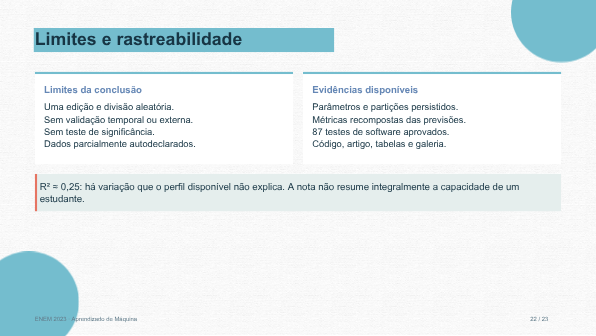 Limites e rastreabilidade
Limites da conclusão
Uma edição e divisão aleatória.
Sem validação temporal ou externa.
Sem teste de significância.
Dados parcialmente autodeclarados.
Evidências disponíveis
Parâmetros e partições persistidos.
Métricas recompostas das previsões.
87 testes de software aprovados.
Código, artigo, tabelas e galeria.
R² ≈ 0,25: há variação que o perfil disponível não explica. A nota não resume integralmente a capacidade de um
estudante.
ENEM 2023 · Aprendizado de Máquina
22 / 23